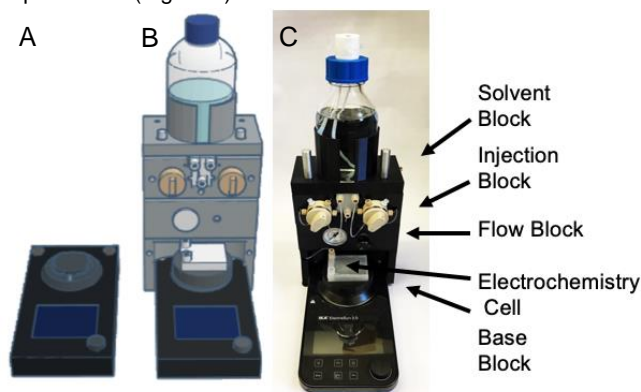 A
B
C
Solvent
Block
Injection
Block
Flow Block
Electrochemistry
Cell
Base
Block